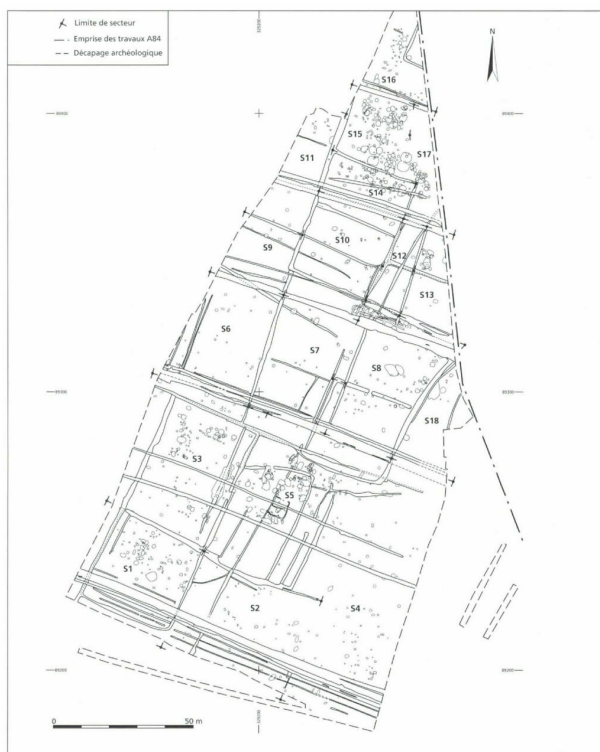 Limite de secteur
Emprise des travaux A84
Décapage archéologique
N
S16
S15
S17
S11
S14
S10
S12
S9
S13
S6
S7
S8
S18
S3
S5
S1
S2
S4
0
50 m